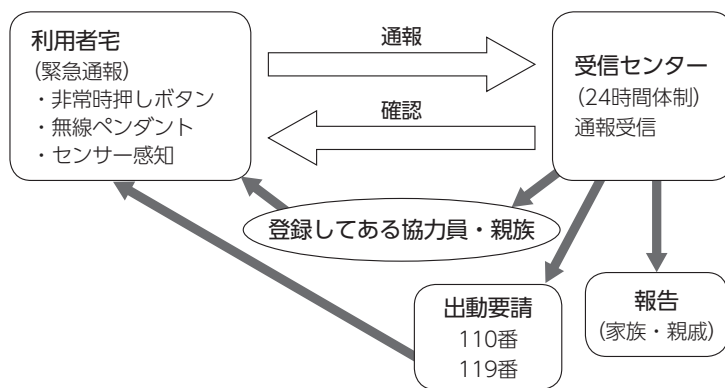 利用者宅
(緊急通報)
・非常時押しボタン
・無線ペンダント
・センサー感知
通報
確認
受信センター
(24時間体制)
通報受信
登録してある協力員・親族
出動要請
110番
119番
報告
(家族・親戚)